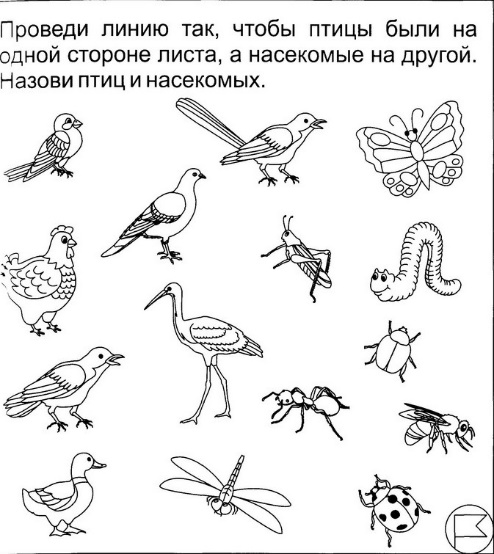 Проведи линию так, чтобы птицы были на
одной стороне листа, а насекомые на другой.
Назови птиц и насекомых.